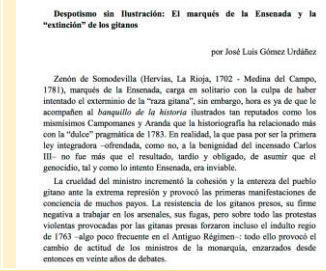 Despotismo sin Ilustración: El marqués de la Ensenada y la
"extinción" de los gitanos
por José Luis Gómez Urdáñez
Zenón de Somodevilla (Hervías, La Rioja, 1702 - Medina del Campo,
1781), marqués de la Ensenada, carga en solitario con la culpa de haber
intentado el exterminio de la "raza gitana", sin embargo, hora es ya de que le
acompañen al banquillo de la historia ilustrados tan reputados como los
mismísimos Campomanes y Aranda que la historiografía ha relacionado más
con la "dulce" pragmática de 1783. En realidad, la que pasa por ser la primera
ley integradora –ofrendada, como no, a la benignidad del incensado Carlos
III– no fue más que el resultado, tardío y obligado, de asumir que el
genocidio, tal y como lo intentó Ensenada, era inviable.
La crueldad del ministro incrementó la cohesión y la entereza del pueblo
gitano ante la extrema represión y provocó las primeras manifestaciones de
conciencia de muchos payos. La resistencia de los gitanos presos, su firme
negativa a trabajar en los arsenales, sus fugas, pero sobre todo las protestas
violentas provocadas por las gitanas presas forzaron incluso el indulto regio
de 1763 –algo poco frecuente en el Antiguo Régimen–: todo ello provocó el
cambio de actitud de los ministros de la monarquía, enzarzados desde
entonces en veinte años de debates.